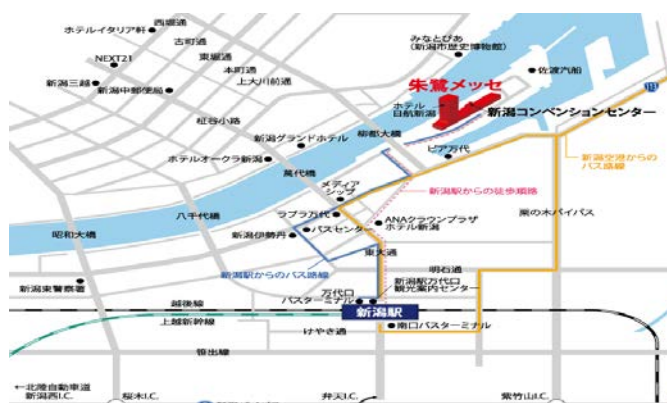 西堀通
ホテルイタリア軒
古町通
NEXT21
東堀通
本町通
新潟三越
上大川前通
新潟中郵便局
柾谷小路
新潟グランドホテル
ホテルオークラ新潟
萬代橋
八千代橋
昭和大橋
みなとぴあ
(新潟市歴史博物館)
佐渡汽船
朱鷺メッセ
ホテル
日航新潟
新潟コンベンションセンター
柳都大橋
ピア万代
113
新潟空港からの
バス路線
新潟駅からの徒歩順路
メディア
シップ
ラブラ万代
バスセンター
新潟伊勢丹
ANAクラウンプラザ
ホテル新潟
栗の木バイパス
東大通
新潟駅からのバス路線
明石通
新潟東警察署
万代口
バスターミナル
新潟駅万代口
観光案内センター
越後線
新潟駅
上越新幹線
けやき通
南口バスターミナル
笹出線
←北陸自動車道
新潟西I.C.
桜木I.C.
弁天I.C.
紫竹山I.C.